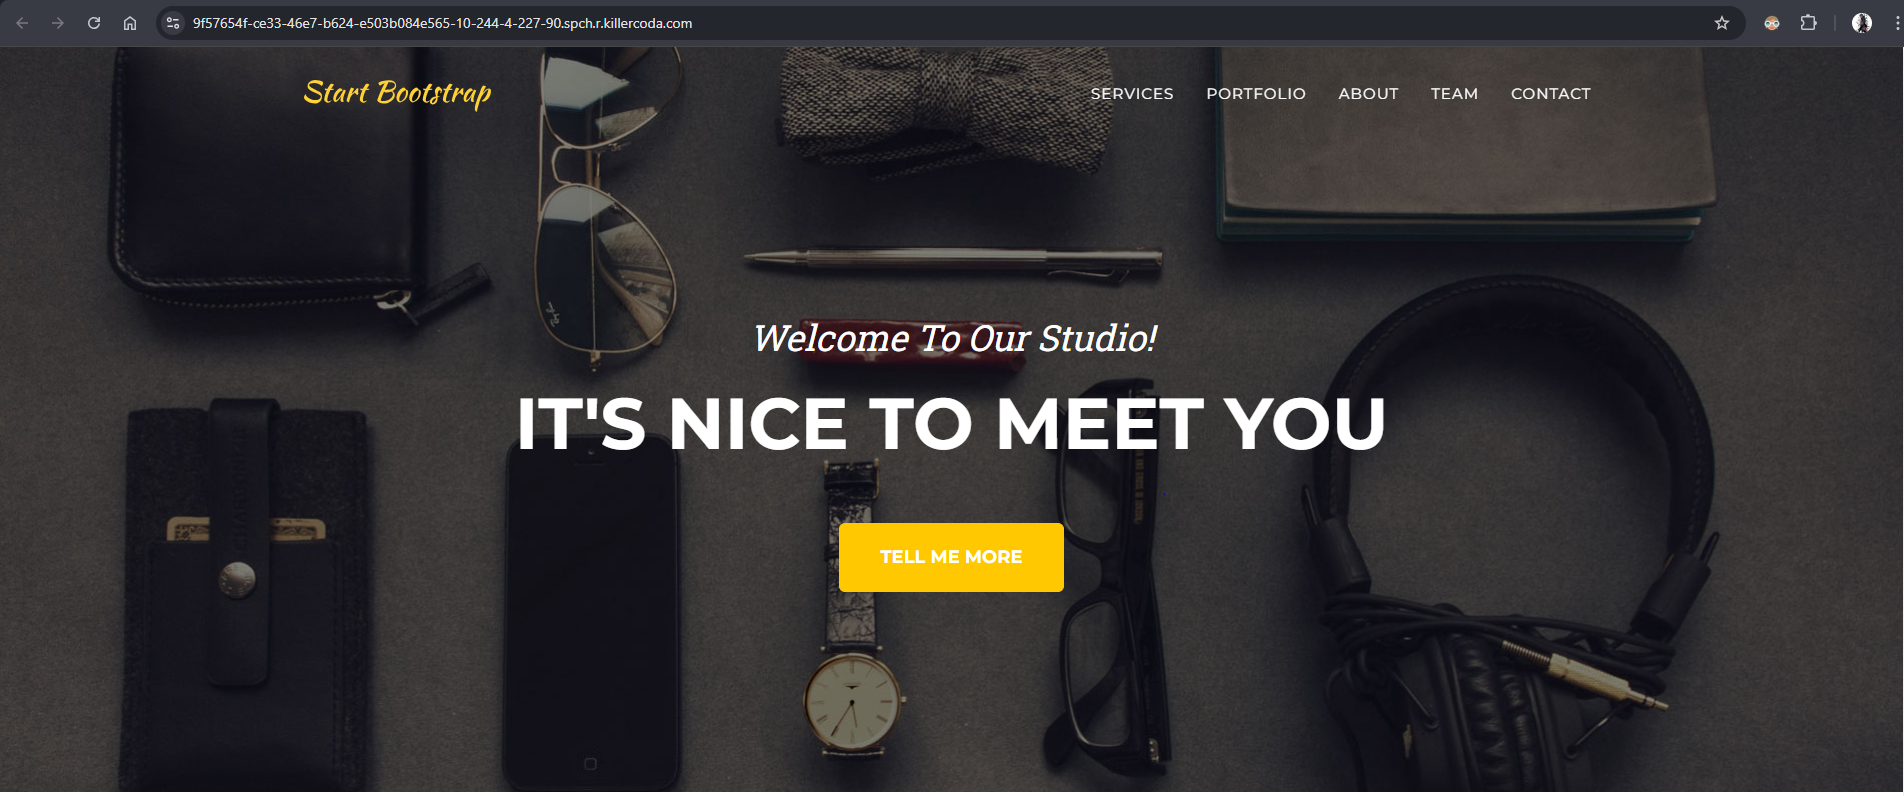 9f57654f-ce33-46e7-b624-e503b084e565-10-244-4-227-90.spch.r.killercoda.com
Start Bootstrap
SERVICES PORTFOLIO ABOUT TEAM CONTACT
Welcome To Our Studio!
IT'S NICE TO MEET YOU
TELL ME MORE